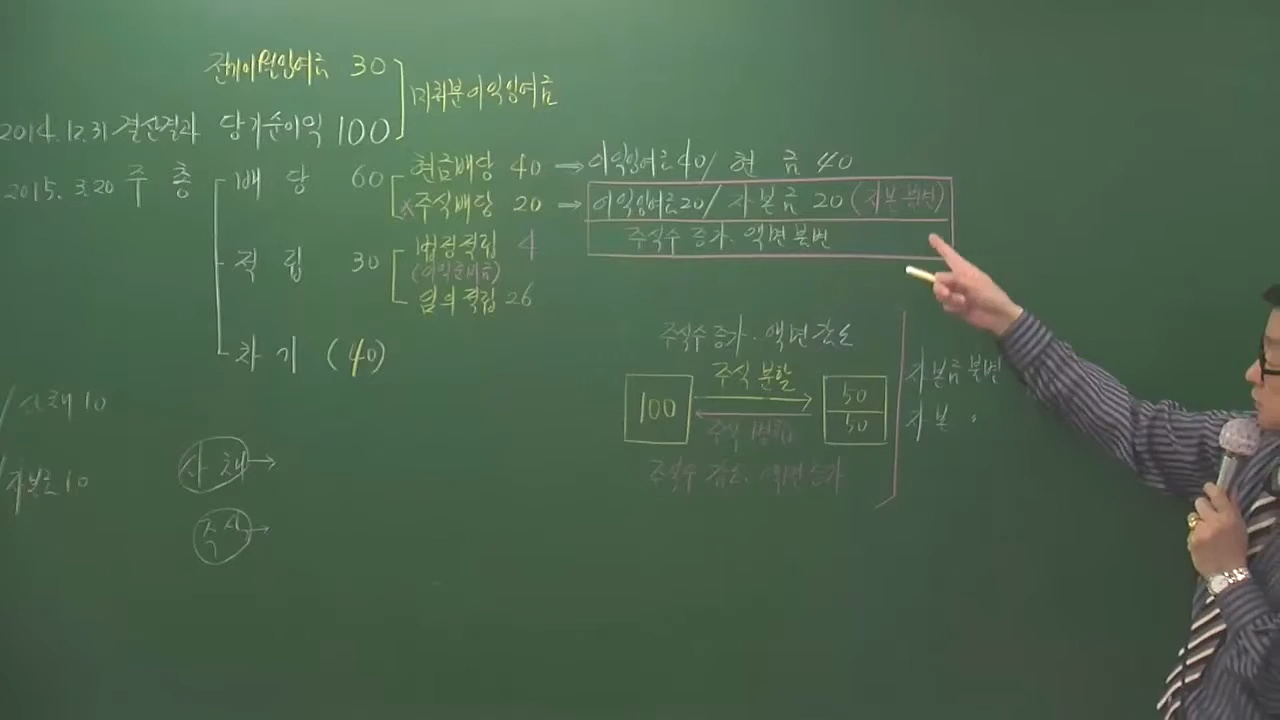 전기이월잉여금 30
미처분이익잉여금
2014.12.31 결산결과 당기순이익 100
2015. 3.20 주 총
배 당 60
현금배당 40 → 이익잉여금 40 / 현 금 40
×주식배당 20 → 이익잉여금 20 / 자본금 20 (자본 불변)
주식수 증가. 액면 불변
적 립 30
법정적립 4
(이익준비금)
임의적립 26
차 기 (40)
주식수 증가 · 액면 감소
주식 분할
100
50
50
주식 병합
주식수 감소. 액면 증가
자본금 불변
자본 〃
/ 사채 10
/ 자본금 10
사 채 →
주식 →